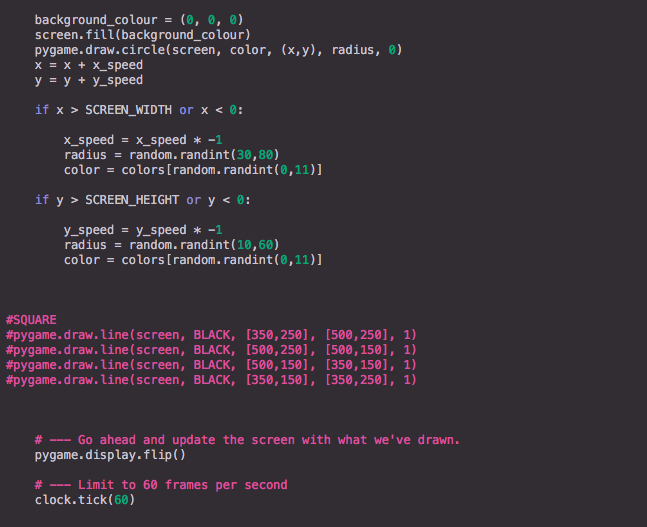 background_colour = (0, 0, 0)
screen.fill(background_colour)
pygame.draw.circle(screen, color, (x,y), radius, 0)
x = x + x_speed
y = y + y_speed
if x > SCREEN_WIDTH or x < 0:
x_speed = x_speed * -1
radius = random.randint(30,80)
color = colors[random.randint(0,11)]
if y > SCREEN_HEIGHT or y < 0:
y_speed = y_speed * -1
radius = random.randint(10,60)
color = colors[random.randint(0,11)]
#SQUARE
#pygame.draw.line(screen, BLACK, [350,250], [500,250], 1)
#pygame.draw.line(screen, BLACK, [500,250], [500,150], 1)
#pygame.draw.line(screen, BLACK, [500,150], [350,150], 1)
#pygame.draw.line(screen, BLACK, [350,150], [350,250], 1)
# --- Go ahead and update the screen with what we've drawn.
pygame.display.flip()
# --- Limit to 60 frames per second
clock.tick(60)